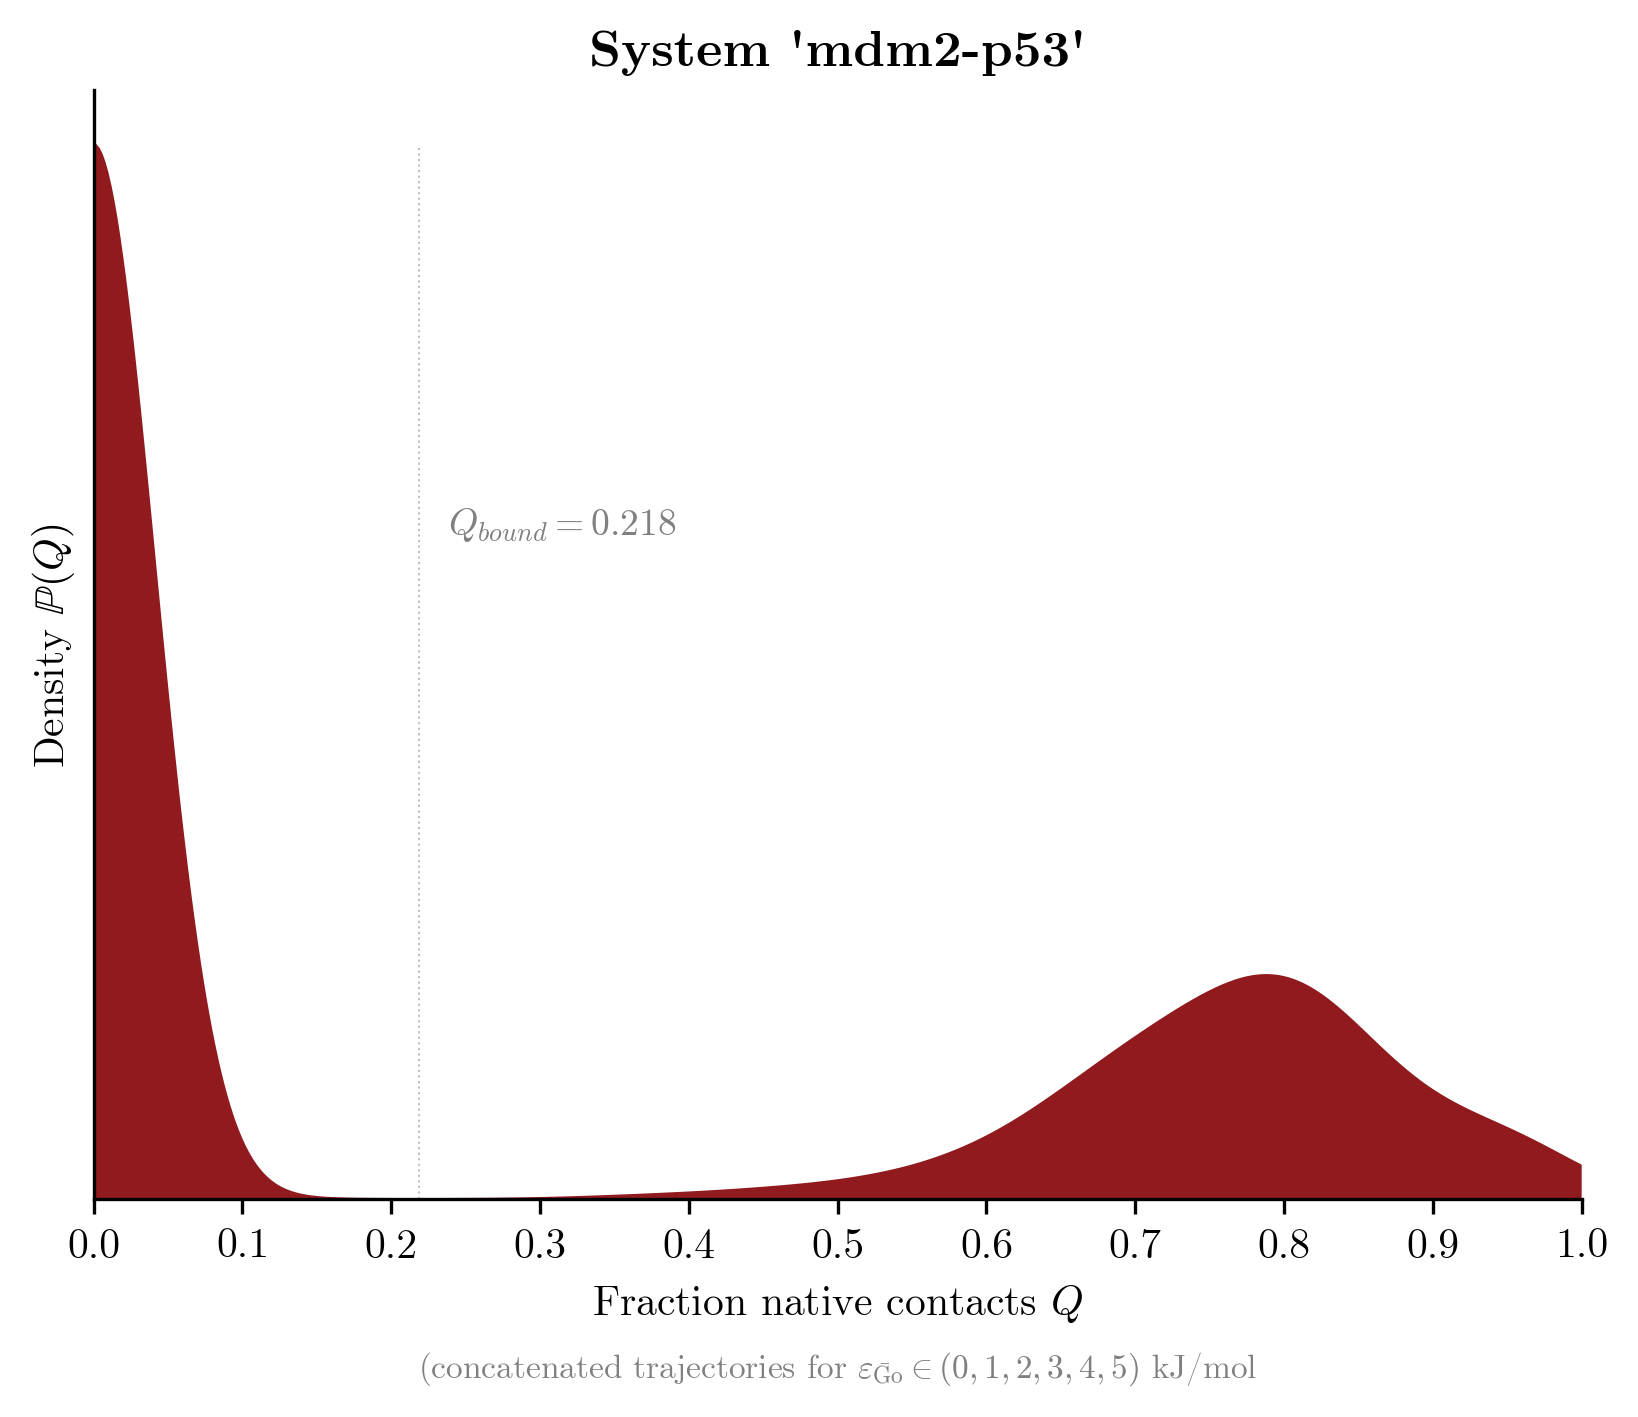 System 'mdm2-p53'
Density ℙ(Q)
Q_bound = 0.218
0.0 0.1 0.2 0.3 0.4 0.5 0.6 0.7 0.8 0.9 1.0
Fraction native contacts Q
(concatenated trajectories for ε_Ḡo ∈ (0, 1, 2, 3, 4, 5) kJ/mol